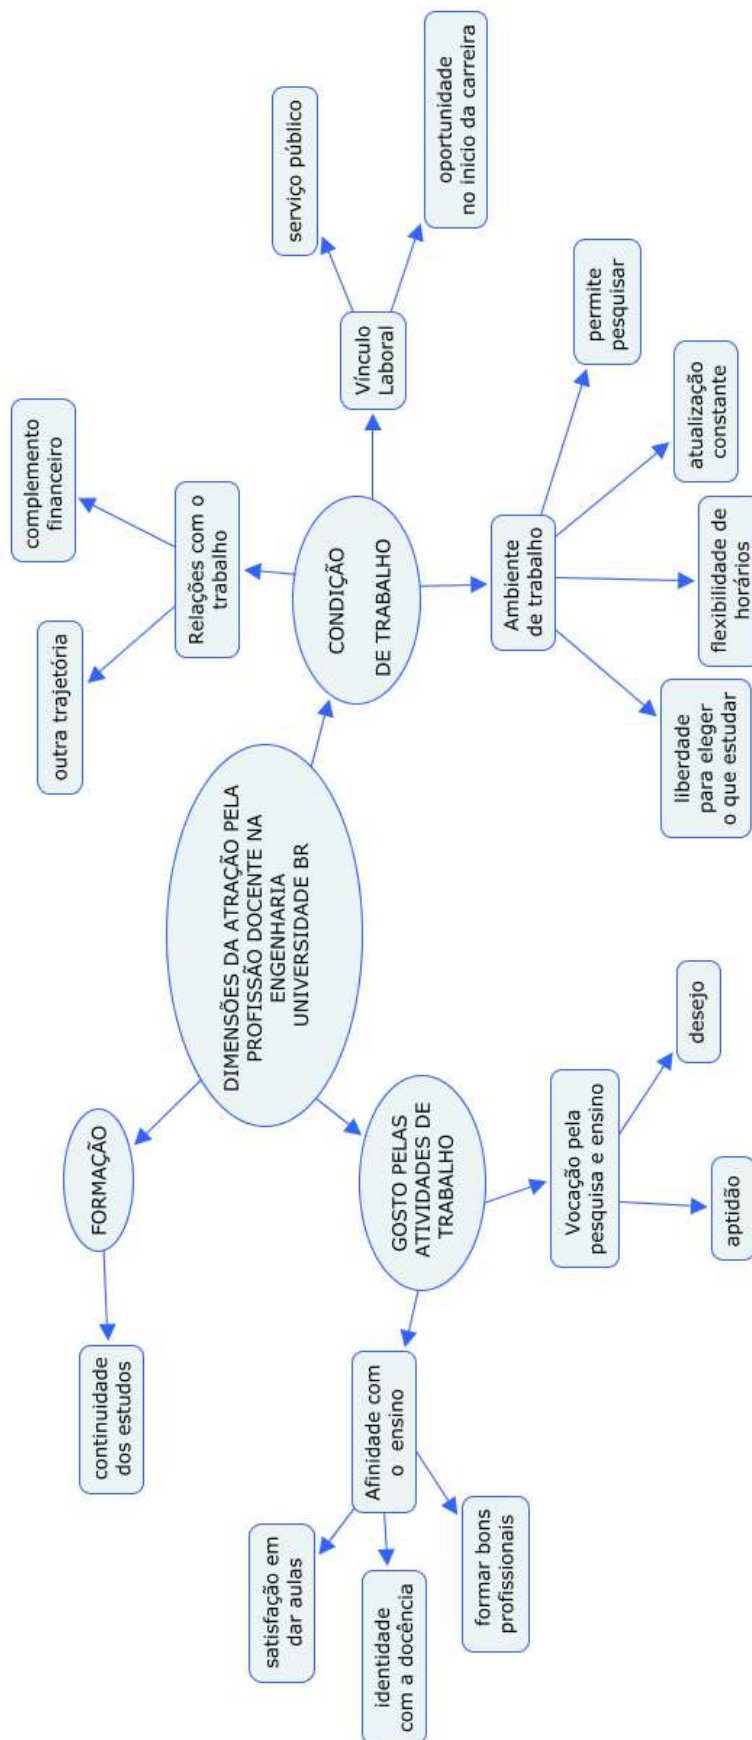 continuidade
dos estudos
FORMAÇÃO
outra trajetória
complemento
financeiro
Relações com o
trabalho
DIMENSÕES DA ATRAÇÃO PELA
PROFISSÃO DOCENTE NA
ENGENHARIA
UNIVERSIDADE BR
CONDIÇÃO
DE TRABALHO
Vínculo
Laboral
serviço público
oportunidade
no inicio da carreira
satisfação em
dar aulas
Afinidade com
o ensino
GOSTO PELAS
ATIVIDADES DE
TRABALHO
identidade
com a docência
formar bons
profissionais
Vocação pela
pesquisa e ensino
aptidão
desejo
Ambiente
de trabalho
permite
pesquisar
liberdade
para eleger
o que estudar
flexibilidade de
horários
atualização
constante